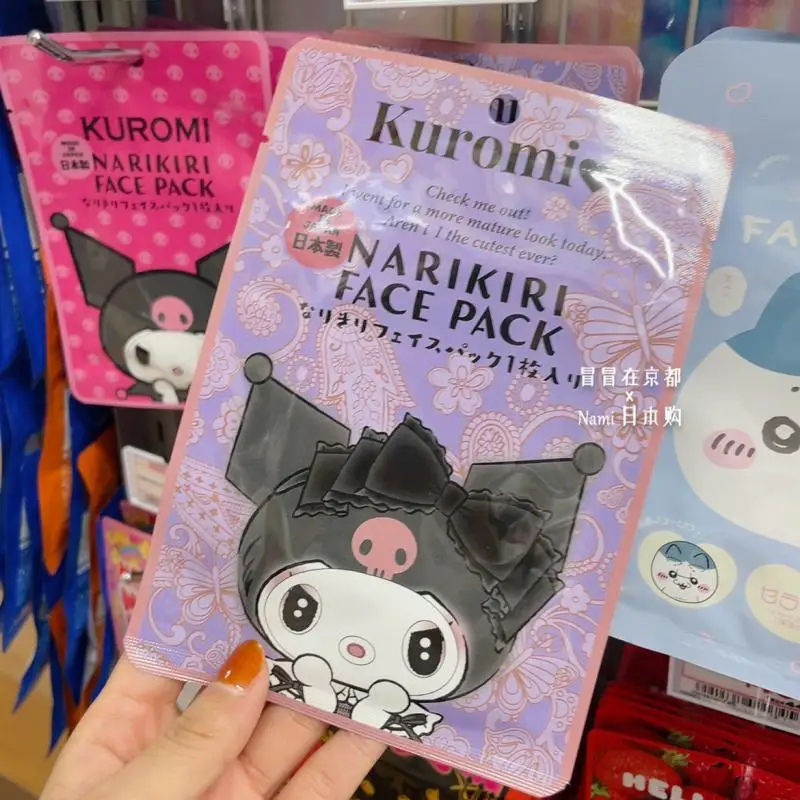 KUROMI
MADE IN JAPAN
日本製
NARIKIRI
FACE PACK
なりきりフェイスパック1枚入り
Kuromi
Check me out!
I went for a more mature look today.
Aren't I the cutest ever?
MADE
JAPAN
日本製
NARIKIRI
FACE PACK
なりきりフェイスパック1枚入り
冒冒在京都
×
Nami日本购
FA
HELL